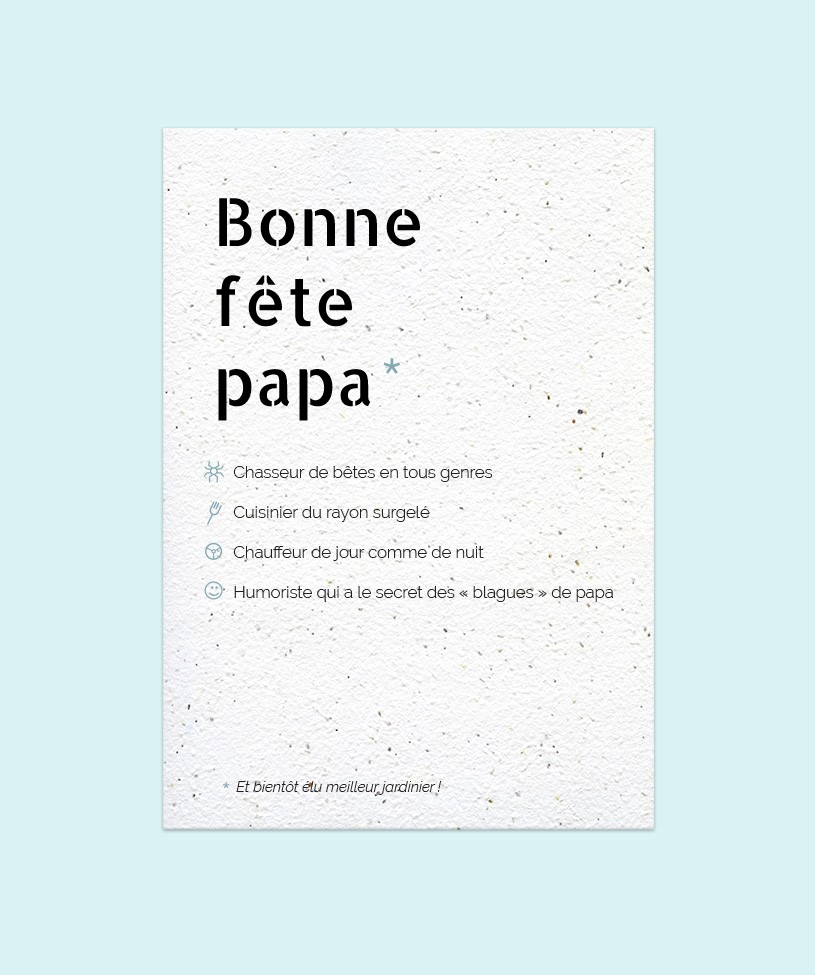 Bonne
fête
papa*
Chasseur de bêtes en tous genres
Cuisinier du rayon surgelé
Chauffeur de jour comme de nuit
Humoriste qui a le secret des « blagues » de papa
* Et bientôt élu meilleur jardinier !